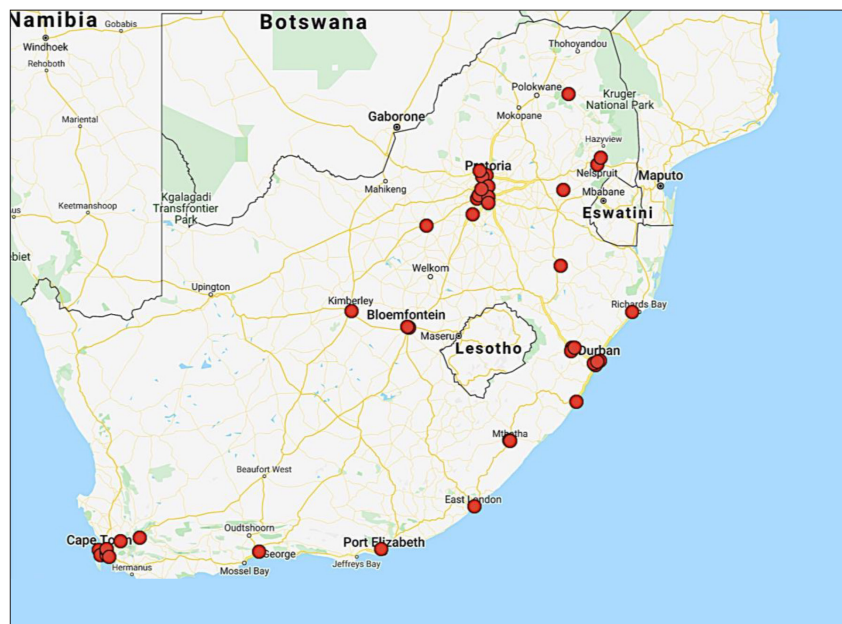 Namibia
Gobabis
Botswana
Windhoek
Rehoboth
Thohoyandou
Polokwane
Kruger
National Park
Mokopane
Mariental
Gaborone
Hazyview
Pretoria
Nelspruit
Maputo
Mahikeng
Mbabane
Kgalagadi
Transfrontier
Park
Keetmanshoop
Eswatini
Welkom
Upington
Kimberley
Richards Bay
Bloemfontein
Maseru
Lesotho
Durban
Mthatha
Beaufort West
East London
Cape Town
Oudtshoorn
Port Elizabeth
George
Hermanus
Mossel Bay
Jeffreys Bay